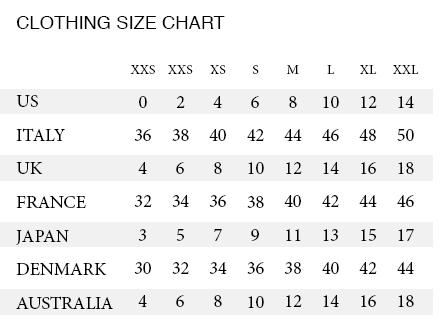 CLOTHING SIZE CHART
XXS XXS XS S M L XL XXL
US 0 2 4 6 8 10 12 14
ITALY 36 38 40 42 44 46 48 50
UK 4 6 8 10 12 14 16 18
FRANCE 32 34 36 38 40 42 44 46
JAPAN 3 5 7 9 11 13 15 17
DENMARK 30 32 34 36 38 40 42 44
AUSTRALIA 4 6 8 10 12 14 16 18